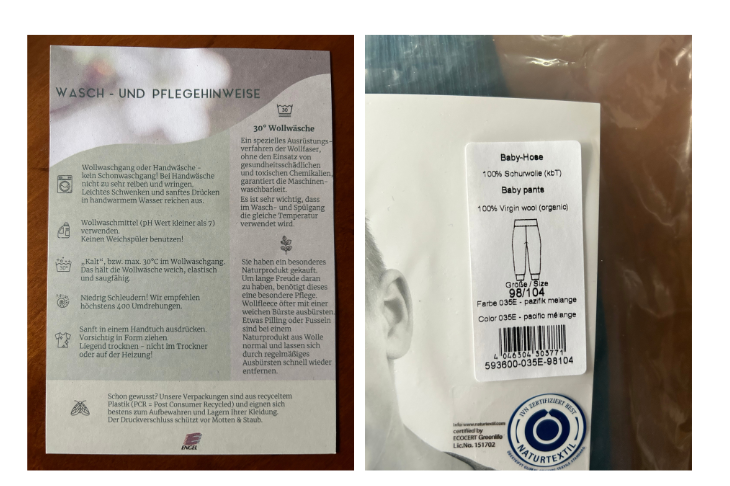 WASCH - UND PFLEGEHINWEISE
Wollwaschgang oder Handwäsche -
kein Schonwaschgang! Bei Handwäsche
nicht zu sehr reiben und wringen.
Leichtes Schwenken und sanftes Drücken
in handwarmem Wasser reichen aus.
Wollwaschmittel (pH Wert kleiner als 7)
verwenden.
Keinen Weichspüler benutzen!
„Kalt", bzw. max. 30°C im Wollwaschgang.
Das hält die Wollwäsche weich, elastisch
und saugfähig.
Niedrig Schleudern! Wir empfehlen
höchstens 400 Umdrehungen.
Sanft in einem Handtuch ausdrücken.
Vorsichtig in Form ziehen
Liegend trocknen - nicht im Trockner
oder auf der Heizung!
30
30° Wollwäsche
Ein spezielles Ausrüstungs-
verfahren der Wollfaser,
ohne den Einsatz von
gesundheitsschädlichen
und toxischen Chemikalien,
garantiert die Maschinen-
waschbarkeit.
Es ist sehr wichtig, dass
im Wasch- und Spülgang
die gleiche Temperatur
verwendet wird.
Sie haben ein besonderes
Naturprodukt gekauft.
Um lange Freude daran
zu haben, benötigt dieses
eine besondere Pflege.
Wollfleece öfter mit einer
weichen Bürste ausbürsten.
Etwas Pilling oder Fusseln
sind bei einem
Naturprodukt aus Wolle
normal und lassen sich
durch regelmäßiges
Ausbürsten schnell wieder
entfernen.
Schon gewusst? Unsere Verpackungen sind aus recyceltem
Plastik (PCR = Post Consumer Recycled) und eignen sich
bestens zum Aufbewahren und Lagern Ihrer Kleidung.
Der Druckverschluss schützt vor Motten & Staub.
ENGEL
Baby-Hose
100% Schurwolle (kbT)
Baby pants
100% Virgin wool (organic)
Größe / Size
98/104
Farbe 035E - pazifik melange
Color 035E - pacific melange
4 046304 303771
593600-035E-98104
certified by
ECOCERT Greenlife
Lic.No. 151702
IVN ZERTIFIZIERT BEST
NATURTEXTIL